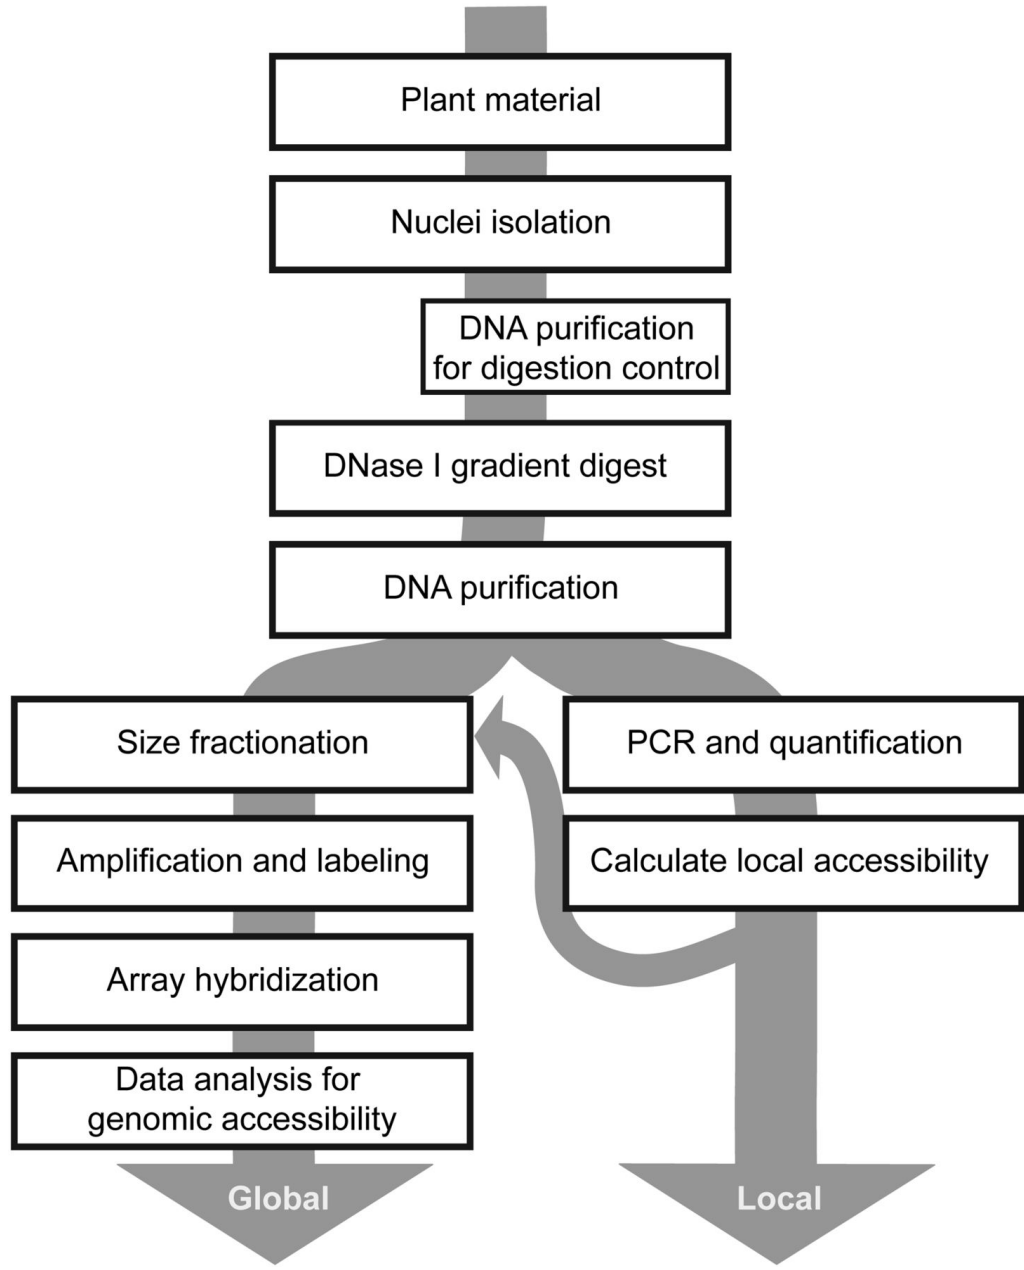 Plant material
Nuclei isolation
DNA purification
for digestion control
DNase I gradient digest
DNA purification
Size fractionation
Amplification and labeling
Array hybridization
Data analysis for
genomic accessibility
Global
PCR and quantification
Calculate local accessibility
Local